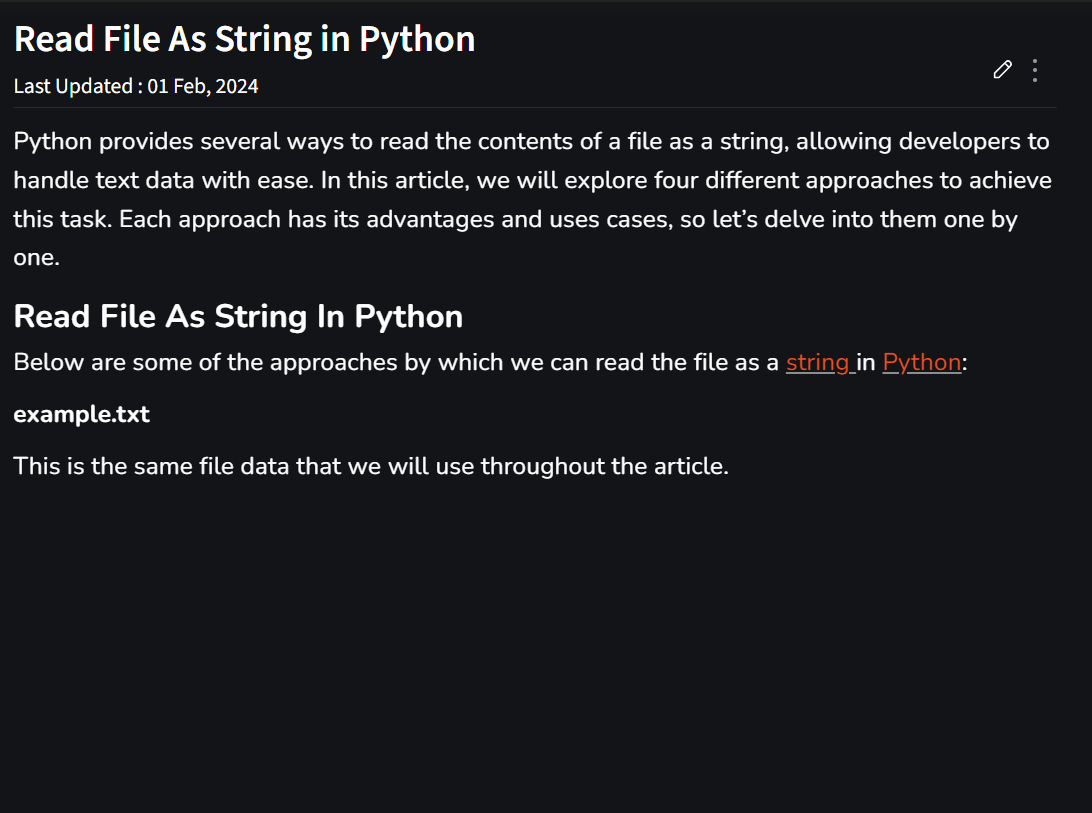 Read File As String in Python
Last Updated : 01 Feb, 2024
Python provides several ways to read the contents of a file as a string, allowing developers to
handle text data with ease. In this article, we will explore four different approaches to achieve
this task. Each approach has its advantages and uses cases, so let’s delve into them one by
one.
Read File As String In Python
Below are some of the approaches by which we can read the file as a string in Python:
example.txt
This is the same file data that we will use throughout the article.